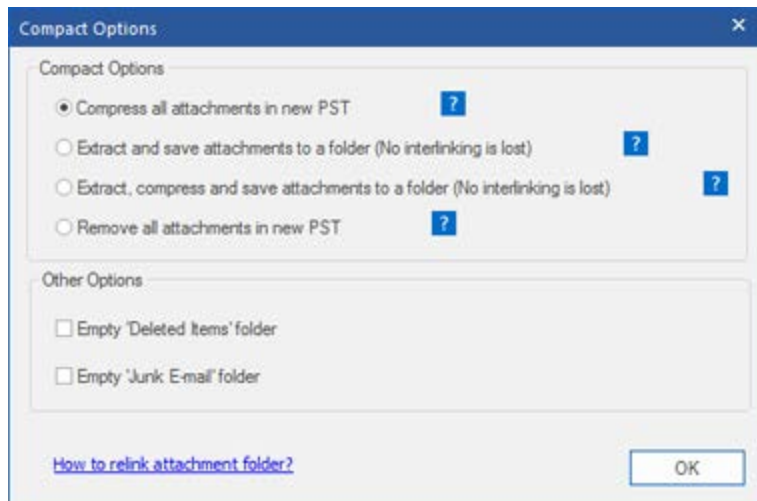 Compact Options
Compact Options
Compress all attachments in new PST ?
Extract and save attachments to a folder (No interlinking is lost) ?
Extract, compress and save attachments to a folder (No interlinking is lost) ?
Remove all attachments in new PST ?
Other Options
Empty 'Deleted Items' folder
Empty 'Junk E-mail' folder
How to relink attachment folder?
OK